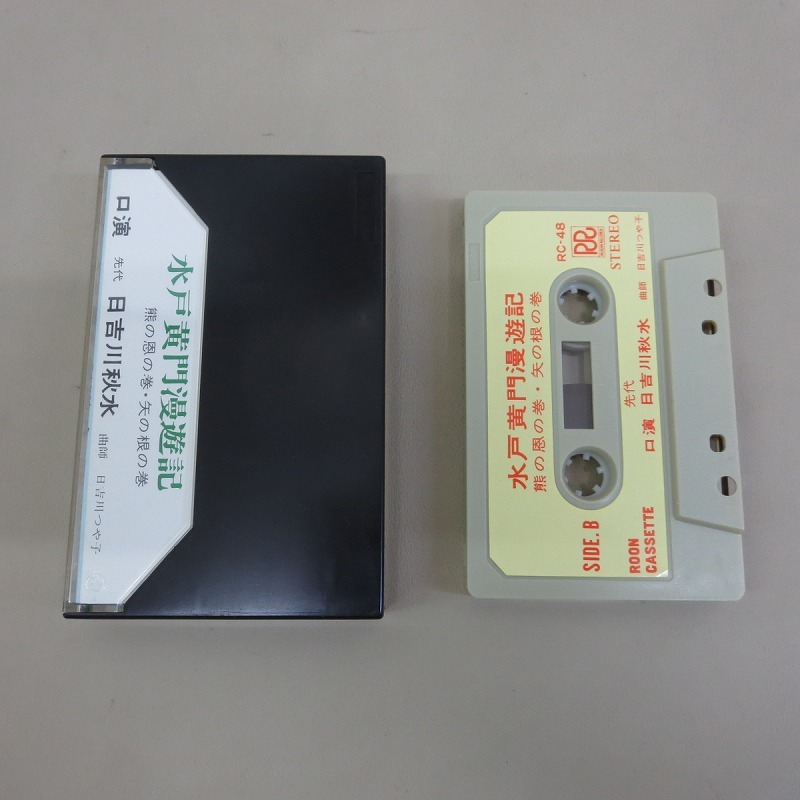 水戸黄門漫遊記
熊の恩の巻・矢の根の巻
口演 先代 日吉川秋水 曲師 日吉川つや子
RC-48
STEREO
水戸黄門漫遊記
熊の恩の巻・矢の根の巻
先代
口演 日吉川秋水 曲師 日吉川つや子
SIDE.B
ROON
CASSETTE